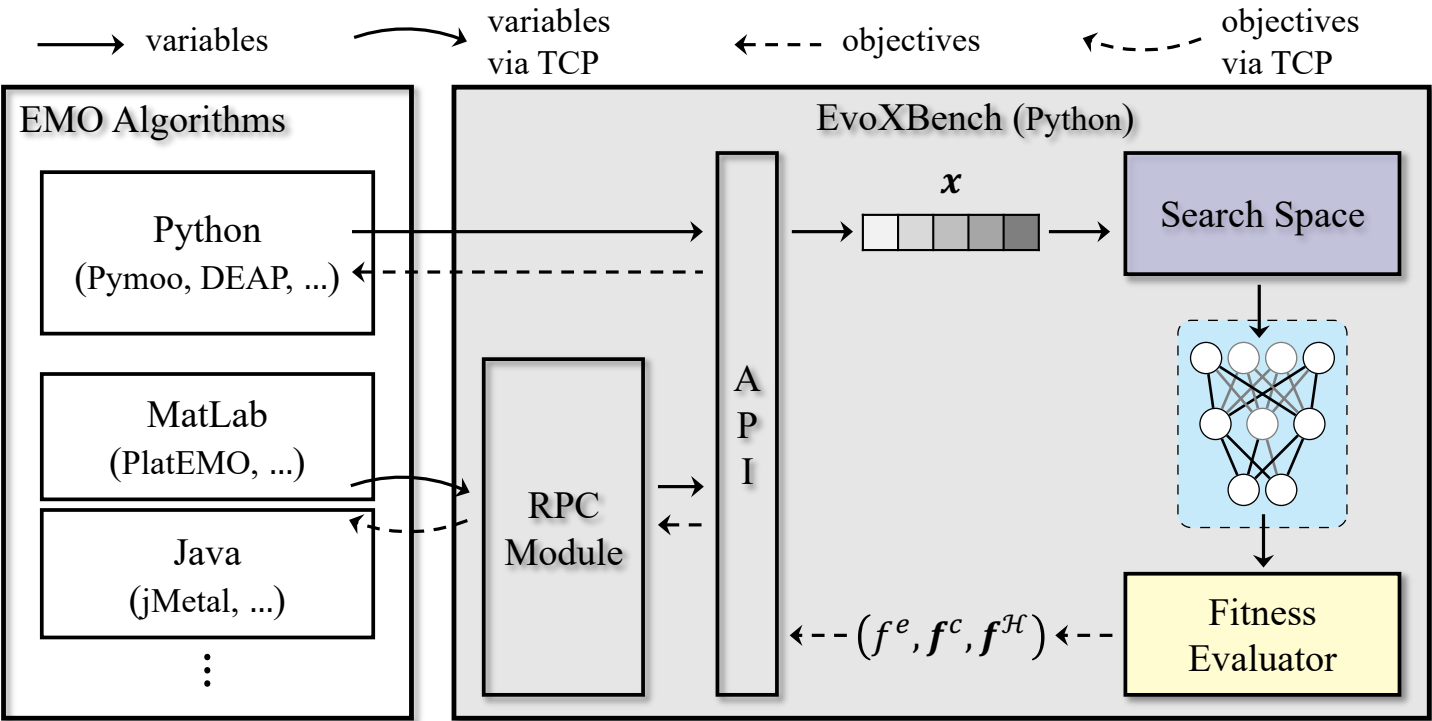 variables
variables
via TCP
objectives
objectives
via TCP
EMO Algorithms
EvoXBench (Python)
Python
(Pymoo, DEAP, ...)
MatLab
(PlatEMO, ...)
Java
(jMetal, ...)
⋮
RPC
Module
A
P
I
x
Search Space
(f^e, f^c, f^ℋ)
Fitness
Evaluator